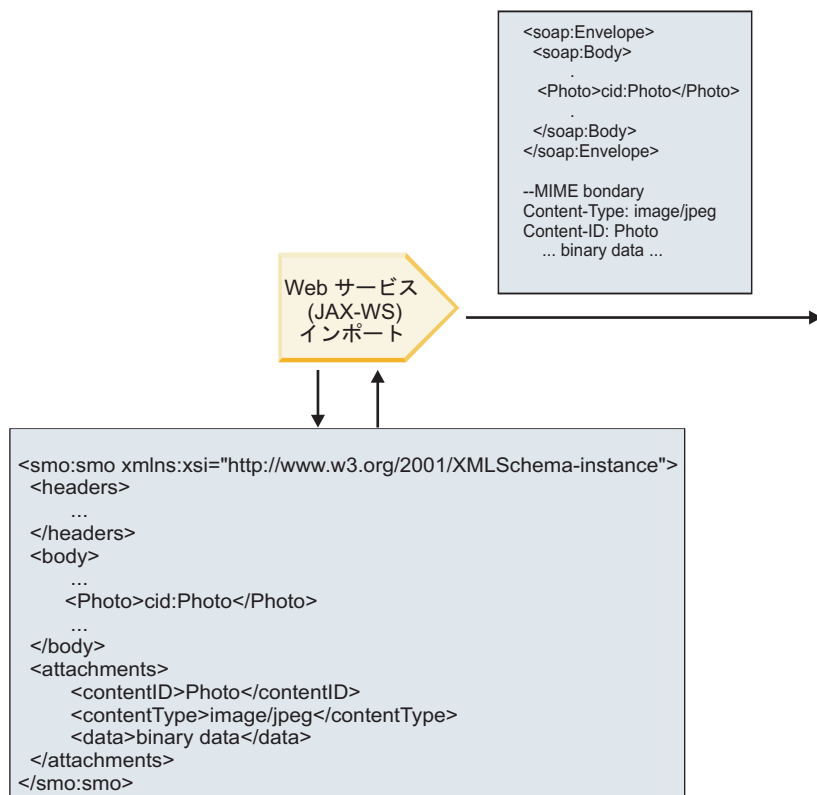 <soap:Envelope>
<soap:Body>
.
<Photo>cid:Photo</Photo>
.
</soap:Body>
</soap:Envelope>
--MIME bondary
Content-Type: image/jpeg
Content-ID: Photo
... binary data ...
Web サービス
(JAX-WS)
インポート
<smo:smo xmlns:xsi="http://www.w3.org/2001/XMLSchema-instance">
<headers>
...
</headers>
<body>
...
<Photo>cid:Photo</Photo>
...
</body>
<attachments>
<contentID>Photo</contentID>
<contentType>image/jpeg</contentType>
<data>binary data</data>
</attachments>
</smo:smo>